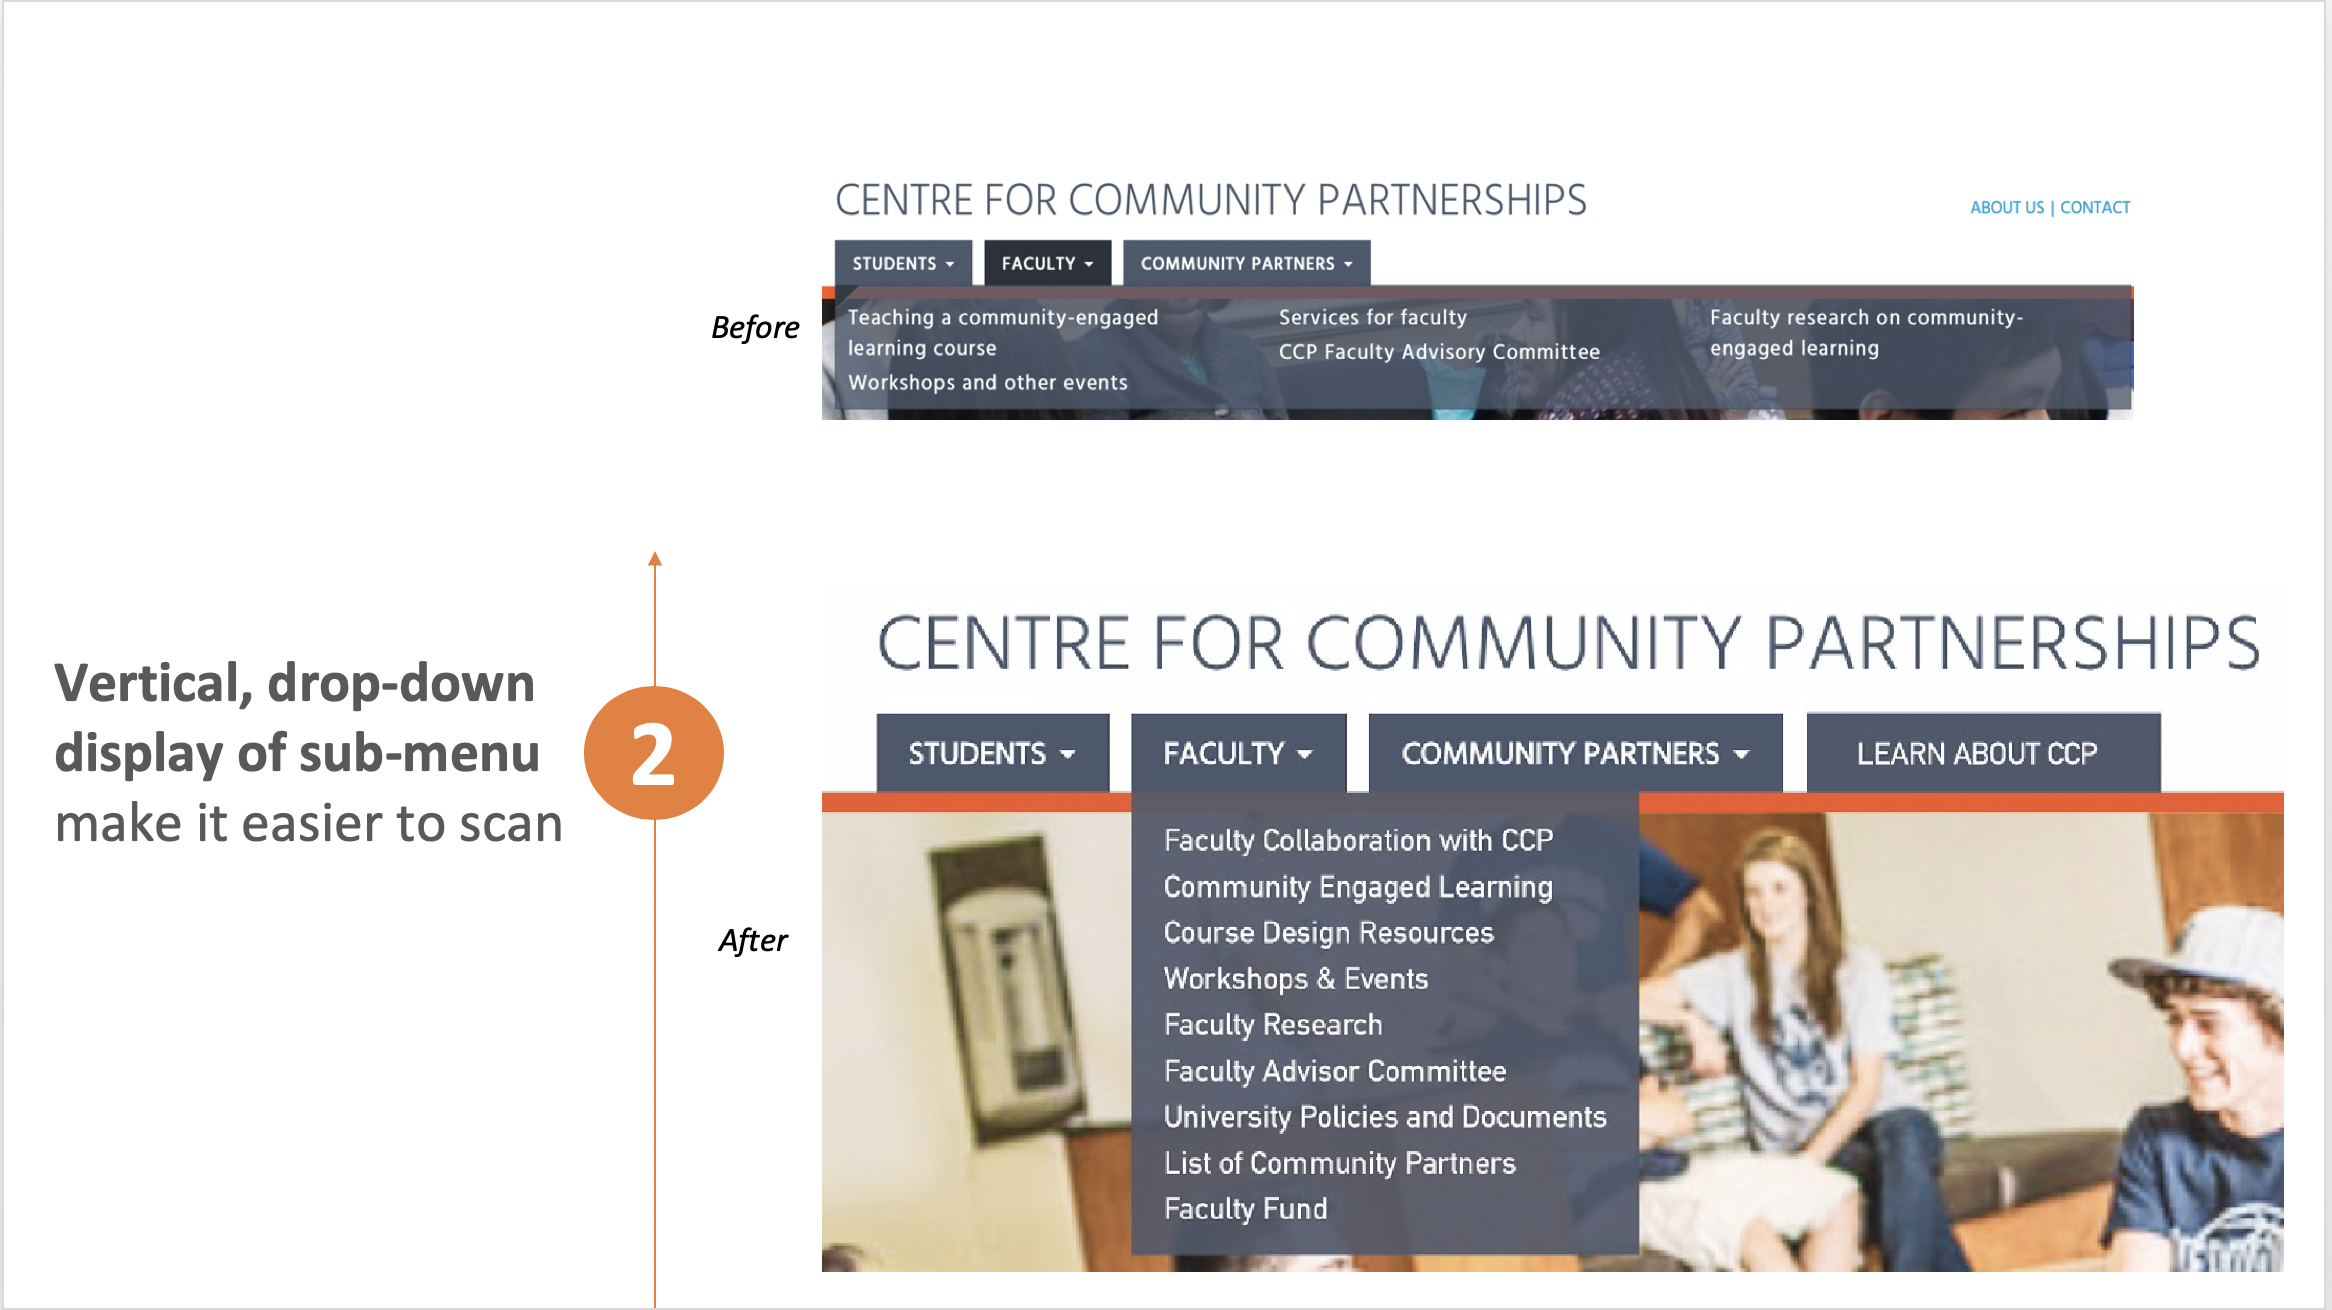 CENTRE FOR COMMUNITY PARTNERSHIPS
ABOUT US | CONTACT
STUDENTS
FACULTY
COMMUNITY PARTNERS
Before
Teaching a community-engaged
learning course
Workshops and other events
Services for faculty
CCP Faculty Advisory Committee
Faculty research on community-
engaged learning
Vertical, drop-down
display of sub-menu
make it easier to scan
2
After
CENTRE FOR COMMUNITY PARTNERSHIPS
STUDENTS
FACULTY
COMMUNITY PARTNERS
LEARN ABOUT CCP
Faculty Collaboration with CCP
Community Engaged Learning
Course Design Resources
Workshops & Events
Faculty Research
Faculty Advisor Committee
University Policies and Documents
List of Community Partners
Faculty Fund